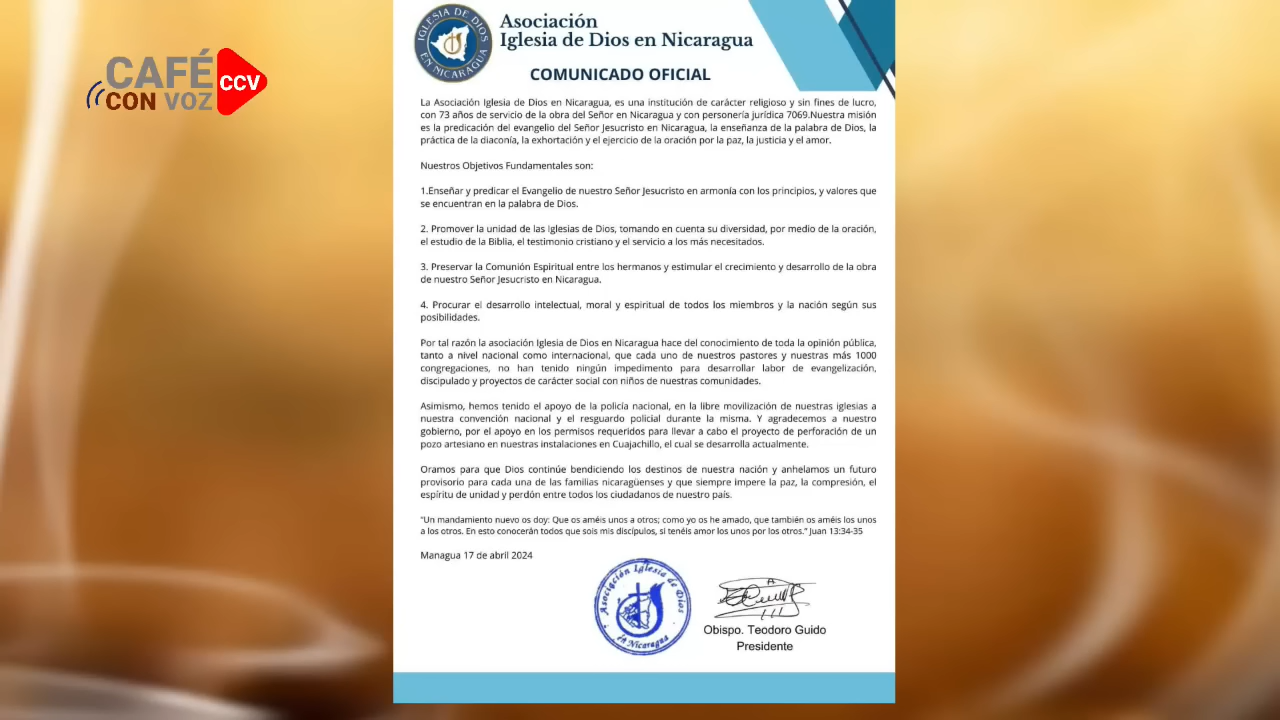 CAFÉ
CON VOZ
CCV
IGLESIA DE DIOS
EN NICARAGUA
Asociación
Iglesia de Dios en Nicaragua
COMUNICADO OFICIAL
La Asociación Iglesia de Dios en Nicaragua, es una institución de carácter religioso y sin fines de lucro,
con 73 años de servicio de la obra del Señor en Nicaragua y con personería jurídica 7069.Nuestra misión
es la predicación del evangelio del Señor Jesucristo en Nicaragua, la enseñanza de la palabra de Dios, la
práctica de la diaconía, la exhortación y el ejercicio de la oración por la paz, la justicia y el amor.
Nuestros Objetivos Fundamentales son:
1.Enseñar y predicar el Evangelio de nuestro Señor Jesucristo en armonía con los principios, y valores que
se encuentran en la palabra de Dios.
2. Promover la unidad de las Iglesias de Dios, tomando en cuenta su diversidad, por medio de la oración,
el estudio de la Biblia, el testimonio cristiano y el servicio a los más necesitados.
3. Preservar la Comunión Espiritual entre los hermanos y estimular el crecimiento y desarrollo de la obra
de nuestro Señor Jesucristo en Nicaragua.
4. Procurar el desarrollo intelectual, moral y espiritual de todos los miembros y la nación según sus
posibilidades.
Por tal razón la asociación Iglesia de Dios en Nicaragua hace del conocimiento de toda la opinión pública,
tanto a nivel nacional como internacional, que cada uno de nuestros pastores y nuestras más 1000
congregaciones, no han tenido ningún impedimento para desarrollar labor de evangelización,
discipulado y proyectos de carácter social con niños de nuestras comunidades.
Asimismo, hemos tenido el apoyo de la policía nacional, en la libre movilización de nuestras iglesias a
nuestra convención nacional y el resguardo policial durante la misma. Y agradecemos a nuestro
gobierno, por el apoyo en los permisos requeridos para llevar a cabo el proyecto de perforación de un
pozo artesiano en nuestras instalaciones en Cuajachillo, el cual se desarrolla actualmente.
Oramos para que Dios continúe bendiciendo los destinos de nuestra nación y anhelamos un futuro
provisorio para cada una de las familias nicaragüenses y que siempre impere la paz, la compresión, el
espíritu de unidad y perdón entre todos los ciudadanos de nuestro país.
"Un mandamiento nuevo os doy: Que os améis unos a otros; como yo os he amado, que también os améis los unos
a los otros. En esto conocerán todos que sois mis discípulos, si tenéis amor los unos por los otros." Juan 13:34-35
Managua 17 de abril 2024
Asociación Iglesia de Dios
en Nicaragua
Obispo. Teodoro Guido
Presidente